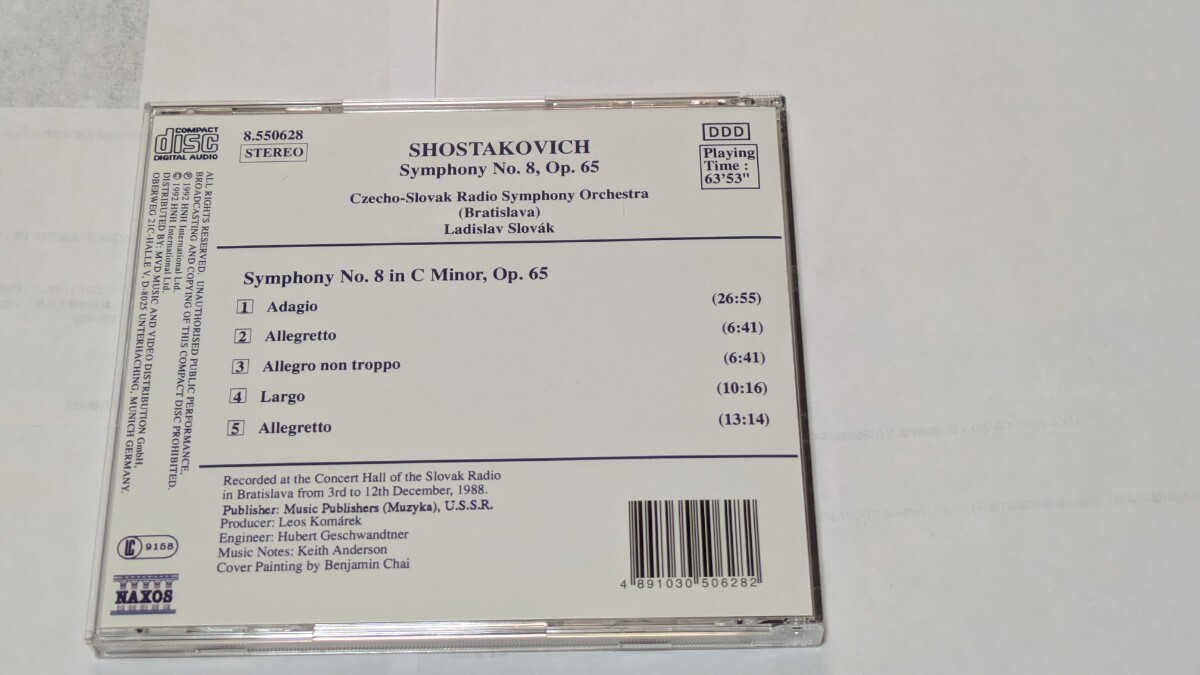 COMPACT
disc
DIGITAL AUDIO
8.550628
STEREO
SHOSTAKOVICH
Symphony No. 8, Op. 65
Czecho-Slovak Radio Symphony Orchestra
(Bratislava)
Ladislav Slovák
DDD
Playing
Time :
63'53"
Symphony No. 8 in C Minor, Op. 65
1 Adagio (26:55)
2 Allegretto (6:41)
3 Allegro non troppo (6:41)
4 Largo (10:16)
5 Allegretto (13:14)
Recorded at the Concert Hall of the Slovak Radio
in Bratislava from 3rd to 12th December, 1988.
Publisher: Music Publishers (Muzyka), U.S.S.R.
Producer: Leos Komárek
Engineer: Hubert Geschwandtner
Music Notes: Keith Anderson
Cover Painting by Benjamin Chai
4 891030 506282
ALL RIGHTS RESERVED. UNAUTHORISED PUBLIC PERFORMANCE,
BROADCASTING AND COPYING OF THIS COMPACT DISC PROHIBITED.
℗ 1992 HNH International Ltd.
© 1992 HNH International Ltd.
DISTRIBUTED BY: MVD MUSIC AND VIDEO DISTRIBUTION GmbH,
OBERWEG 21C-HALLE V, D-8025 UNTERHACHING, MUNICH GERMANY.
LC 9158
NAXOS